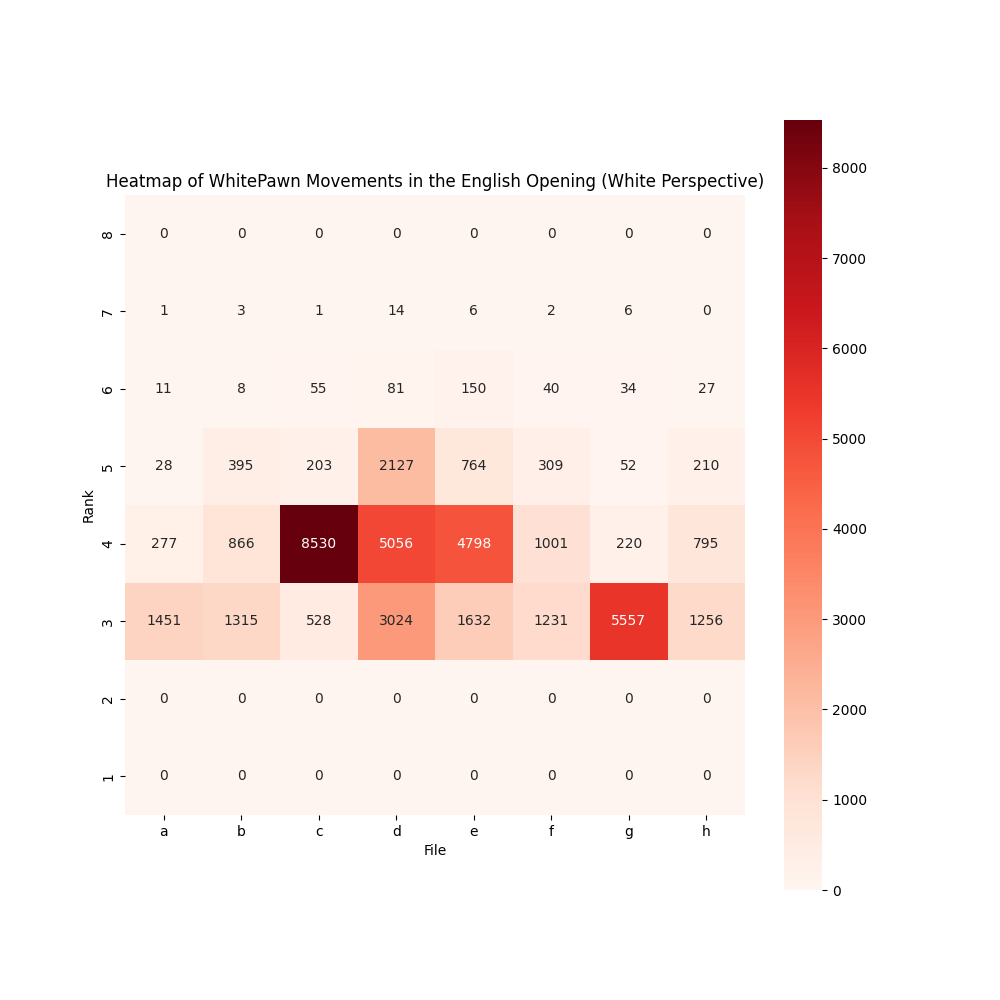 Heatmap of WhitePawn Movements in the English Opening (White Perspective)
8 0 0 0 0 0 0 0 0
7 1 3 1 14 6 2 6 0
6 11 8 55 81 150 40 34 27
5 28 395 203 2127 764 309 52 210
4 277 866 8530 5056 4798 1001 220 795
3 1451 1315 528 3024 1632 1231 5557 1256
2 0 0 0 0 0 0 0 0
1 0 0 0 0 0 0 0 0
a b c d e f g h
File
Rank
8000
7000
6000
5000
4000
3000
2000
1000
0